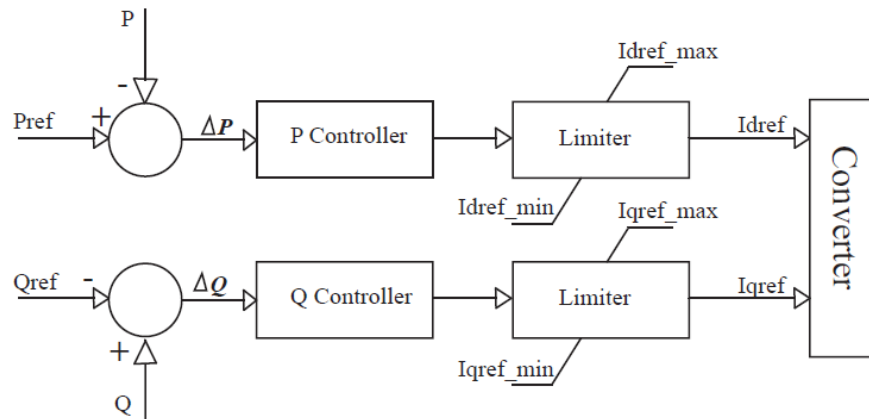 P
-
Pref
+
ΔP
P Controller
Limiter
Idref_max
Idref_min
Idref
Converter
Qref
-
ΔQ
Q Controller
Limiter
Iqref_max
Iqref_min
Iqref
+
Q